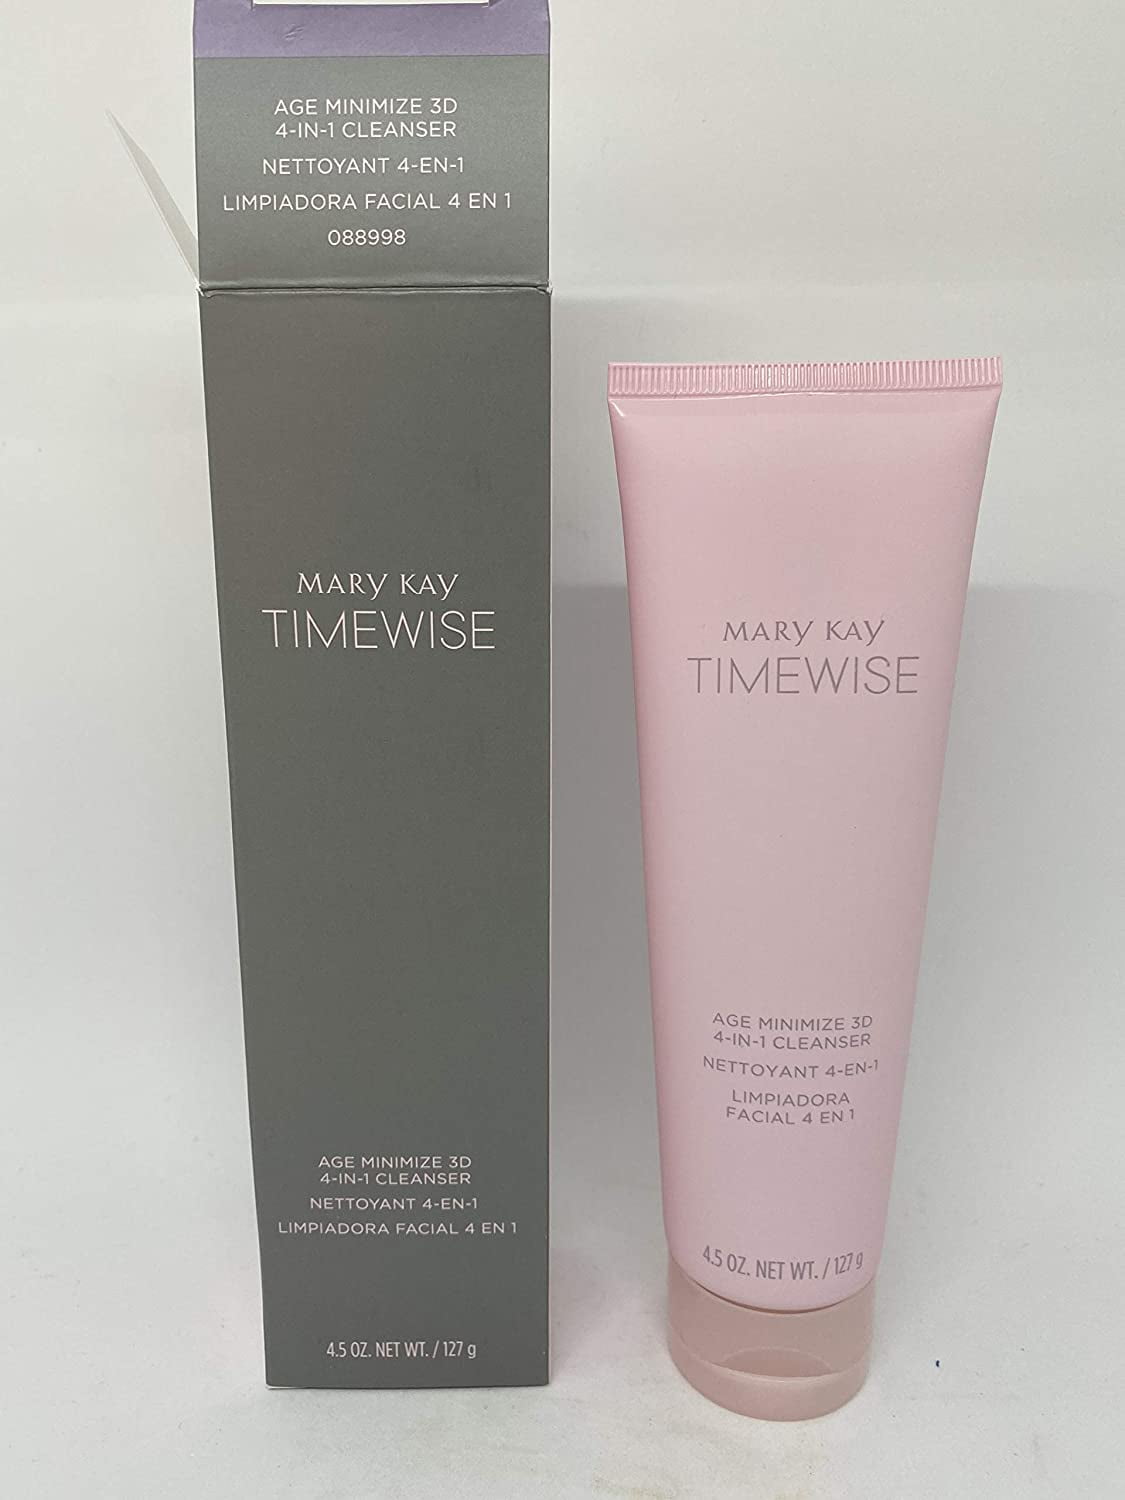 AGE MINIMIZE 3D
4-IN-1 CLEANSER
NETTOYANT 4-EN-1
LIMPIADORA FACIAL 4 EN 1
088998
MARY KAY
TIMEWISE
AGE MINIMIZE 3D
4-IN-1 CLEANSER
NETTOYANT 4-EN-1
LIMPIADORA FACIAL 4 EN 1
4.5 OZ. NET WT. / 127 g
MARY KAY
TIMEWISE
AGE MINIMIZE 3D
4-IN-1 CLEANSER
NETTOYANT 4-EN-1
LIMPIADORA
FACIAL 4 EN 1
4.5 OZ. NET WT. / 127 g